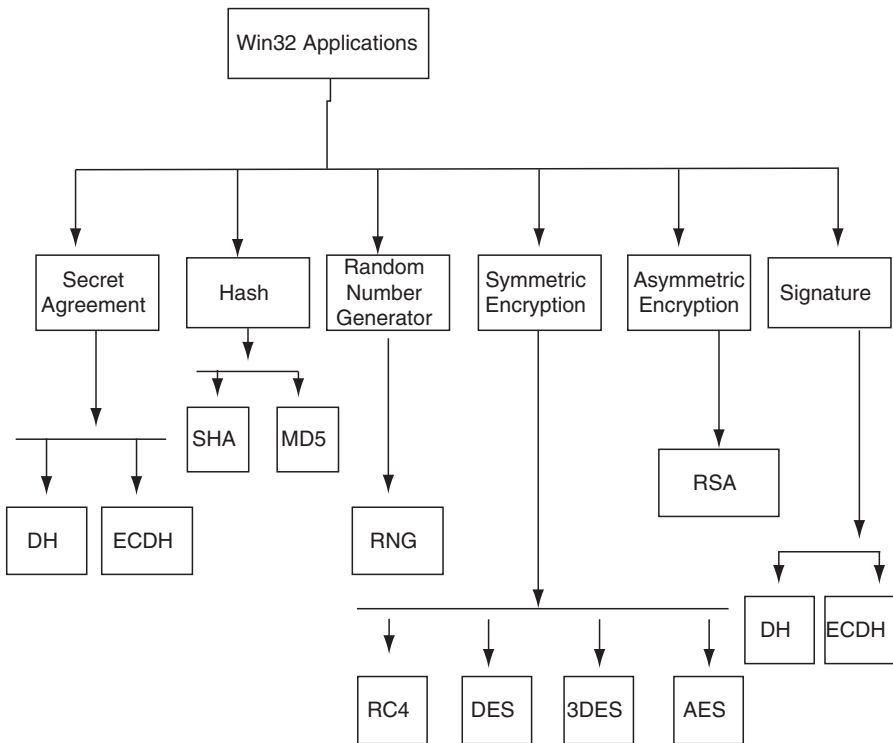 Win32 Applications
Secret
Agreement
Hash
Random
Number
Generator
Symmetric
Encryption
Asymmetric
Encryption
Signature
SHA
MD5
RSA
DH
ECDH
RNG
DH
ECDH
RC4
DES
3DES
AES